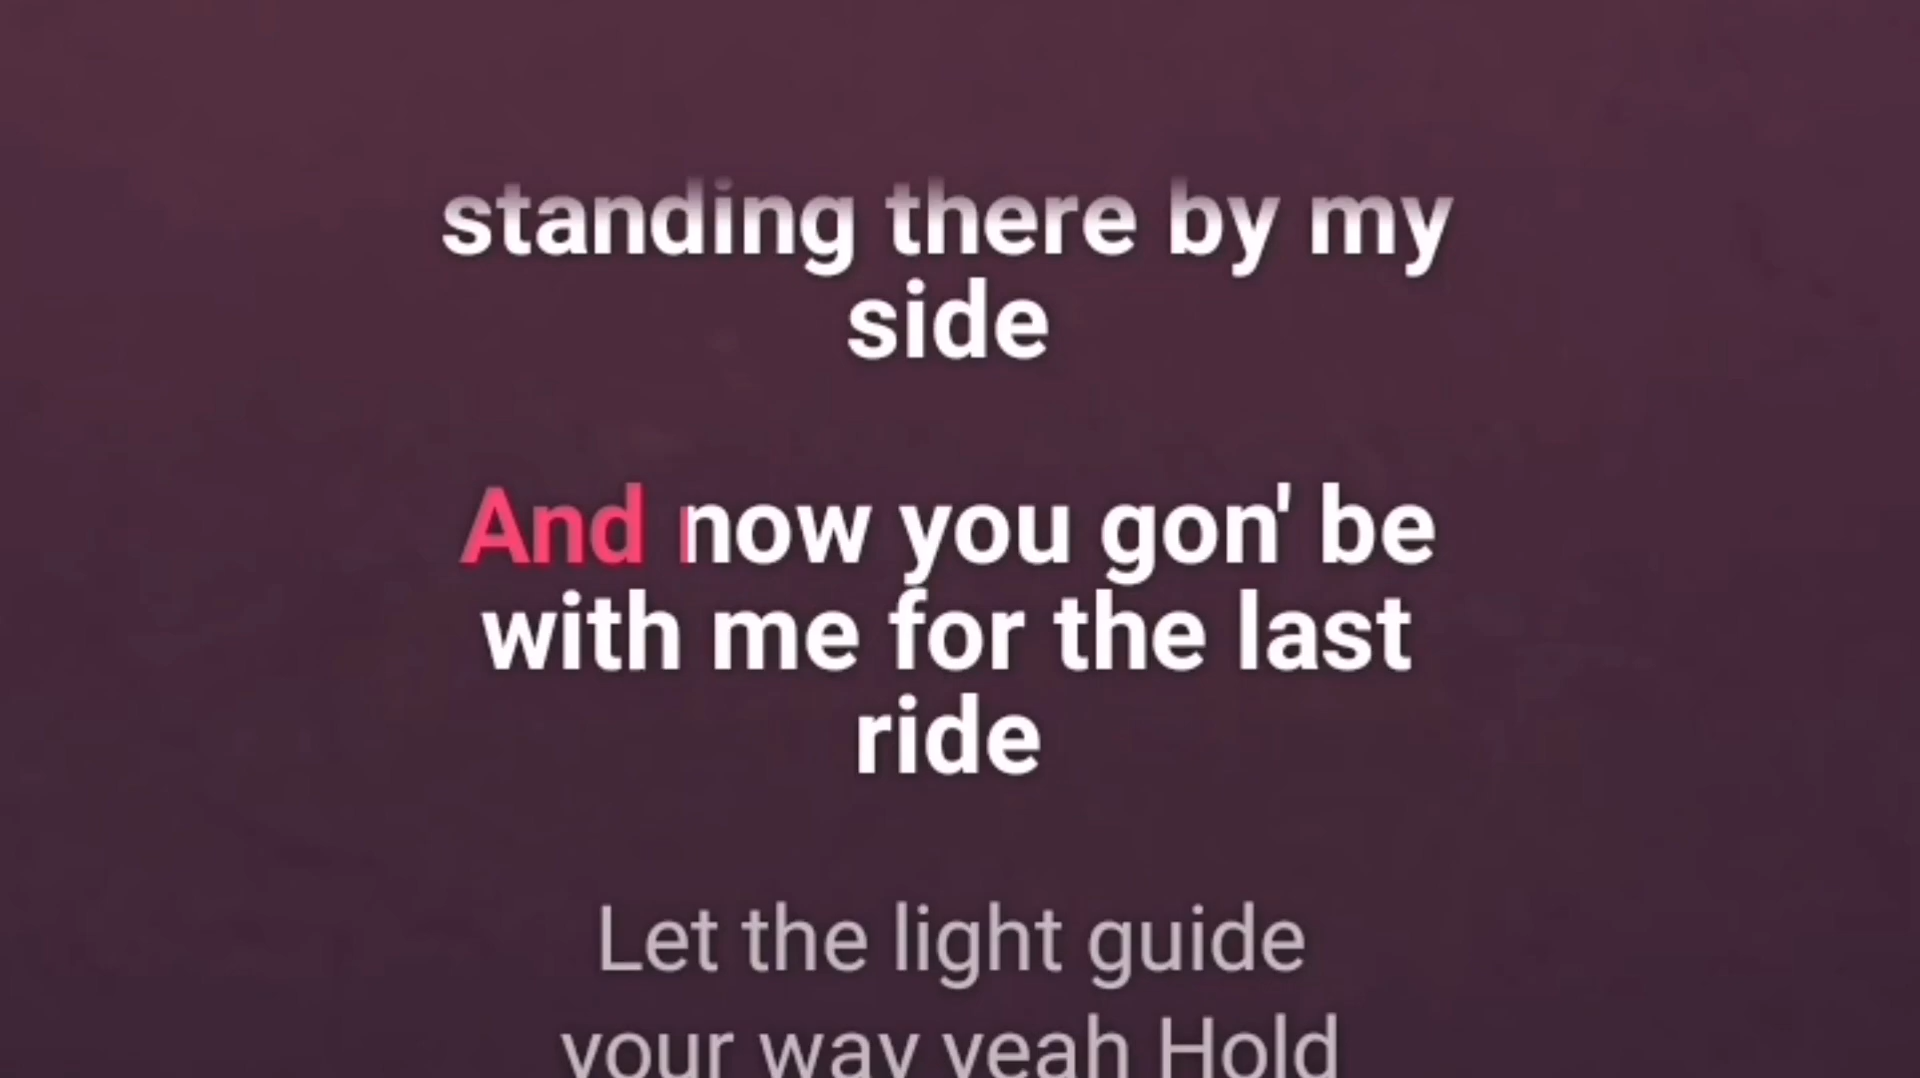 standing there by my
side
And now you gon' be
with me for the last
ride
Let the light guide
your way yeah Hold